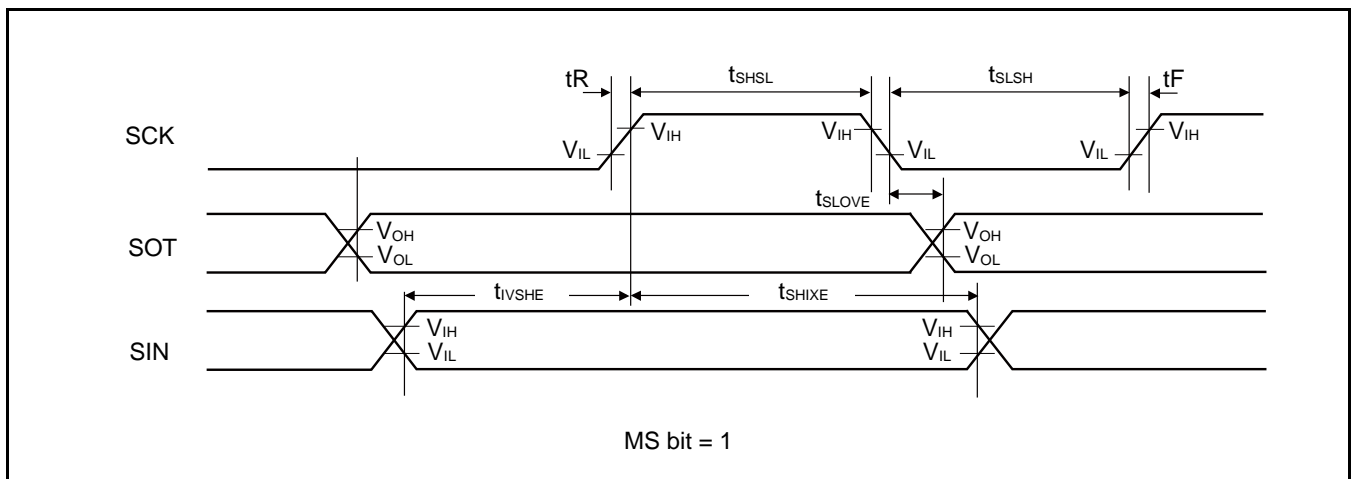 tR tSHSL tSLSH tF
SCK VIH VIH VIH
VIL VIL VIL
tSLOVE
SOT VOH VOH
VOL VOL
tIVSHE tSHIXE
SIN VIH VIH
VIL VIL
MS bit = 1